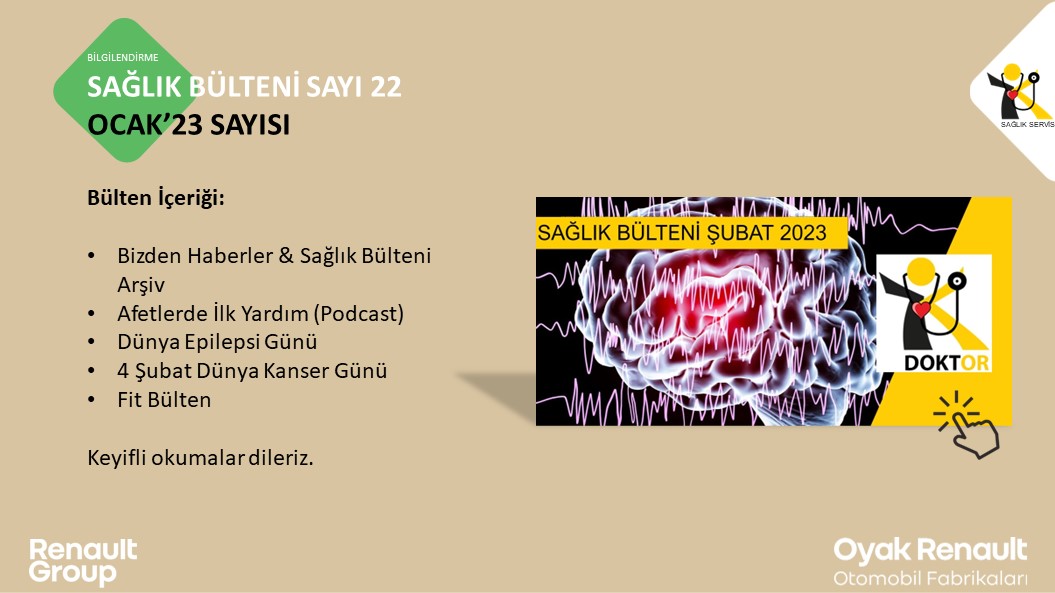 BİLGİLENDİRME
SAĞLIK BÜLTENİ SAYI 22
OCAK’23 SAYISI
SAĞLIK SERVİS
Bülten İçeriği:
• Bizden Haberler & Sağlık Bülteni
Arşiv
• Afetlerde İlk Yardım (Podcast)
• Dünya Epilepsi Günü
• 4 Şubat Dünya Kanser Günü
• Fit Bülten
Keyifli okumalar dileriz.
SAĞLIK BÜLTENİ ŞUBAT 2023
DOKTOR
Renault
Group
Oyak Renault
Otomobil Fabrikaları